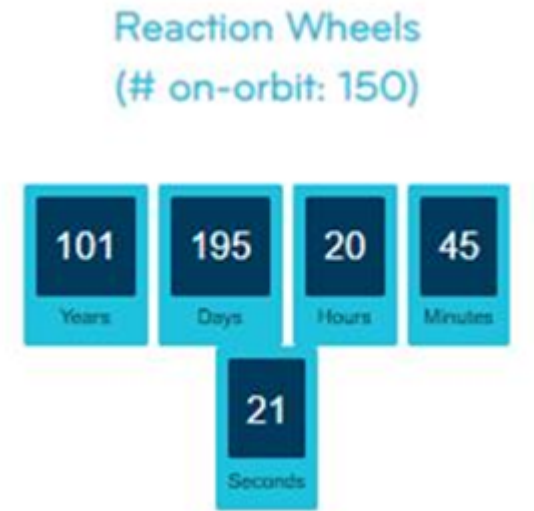 Reaction Wheels
(# on-orbit: 150)
101 195 20 45
Years Days Hours Minutes
21
Seconds